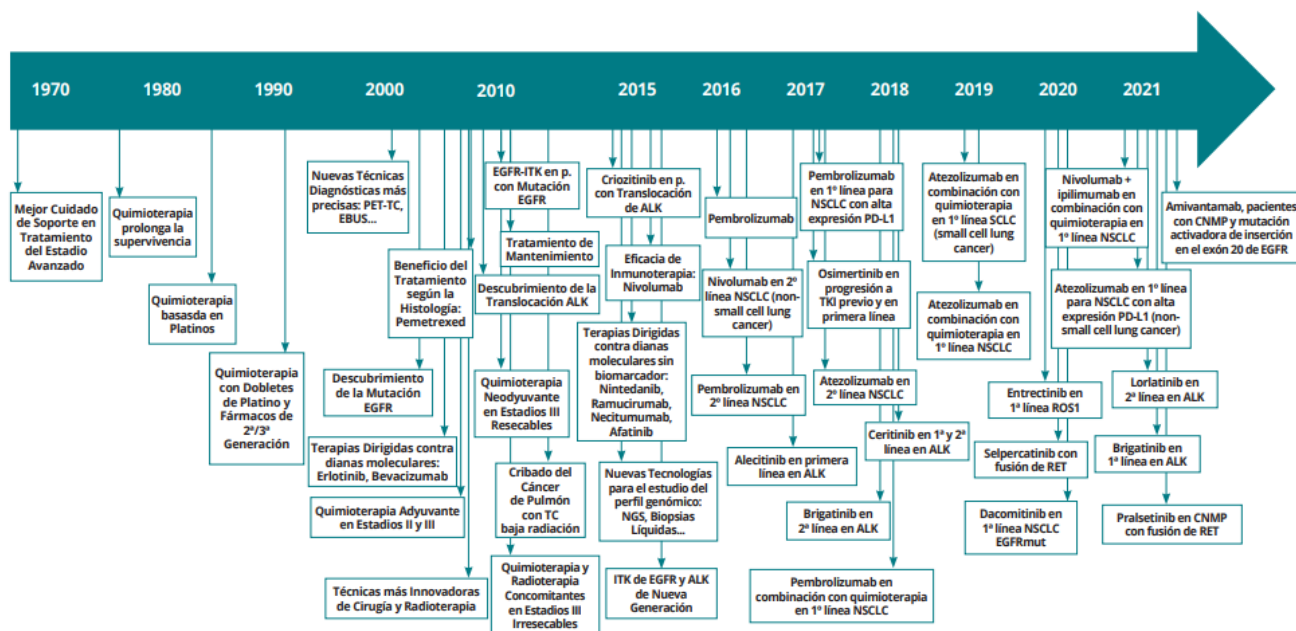 1970
1980
1990
2000
2010
2015
2016
2017
2018
2019
2020
2021
Mejor Cuidado
de Soporte en
Tratamiento del
Estadio
Avanzado
Quimioterapia
prolonga la
supervivencia
Quimioterapia
basasda en
Platinos
Quimioterapia
con Dobletes
de Platino y
Fármacos de
2ª/3ª
Generación
Nuevas Técnicas
Diagnósticas más
precisas: PET-TC,
EBUS...
Descubrimiento
de la Mutación
EGFR
Terapias Dirigidas contra
dianas moleculares:
Erlotinib, Bevacizumab
Quimioterapia Adyuvante
en Estadios II y III
Técnicas más Innovadoras
de Cirugía y Radioterapia
Beneficio del
Tratamiento
según la
Histología:
Pemetrexed
EGFR-ITK en p.
con Mutación
EGFR
Tratamiento de
Mantenimiento
Descubrimiento de la
Translocación ALK
Quimioterapia
Neodyuvante
en Estadios III
Resecables
Cribado del
Cáncer
de Pulmón
con TC
baja radiación
Quimioterapia y
Radioterapia
Concomitantes
en Estadios III
Irresecables
Criozitinib en p.
con Translocación
de ALK
Eficacia de
Inmunoterapia:
Nivolumab
Terapias Dirigidas
contra dianas
moleculares sin
biomarcador:
Nintedanib,
Ramucirumab,
Necitumumab,
Afatinib
Nuevas Tecnologías
para el estudio del
perfil genómico:
NGS, Biopsias
Líquidas...
ITK de EGFR y ALK
de Nueva
Generación
Pembrolizumab
Nivolumab en 2º
línea NSCLC (non-
small cell lung
cancer)
Pembrolizumab en
2º línea NSCLC
Alecitinib en primera
línea en ALK
Pembrolizumab
en 1º línea para
NSCLC con alta
expresión PD-L1
Osimertinib en
progresión a
TKI previo y en
primera línea
Atezolizumab en
2º línea NSCLC
Ceritinib en 1ª y 2ª
línea en ALK
Brigatinib en
2ª línea en ALK
Pembrolizumab en
combinación con quimioterapia
en 1º línea NSCLC
Atezolizumab en
combinación con
quimioterapia
en 1º línea SCLC
(small cell lung
cancer)
Atezolizumab en
combinación con
quimioterapia en
1º línea NSCLC
Entrectinib en
1ª línea ROS1
Selpercatinib con
fusión de RET
Dacomitinib en
1ª línea NSCLC
EGFRmut
Nivolumab +
ipilimumab en
combinación con
quimioterapia en
1º línea NSCLC
Atezolizumab en 1º línea
para NSCLC con alta
expresión PD-L1 (non-
small cell lung cancer)
Lorlatinib en
2ª línea en ALK
Brigatinib en
1ª línea en ALK
Pralsetinib en CNMP
con fusión de RET
Amivantamab, pacientes
con CNMP y mutación
activadora de inserción
en el exón 20 de EGFR